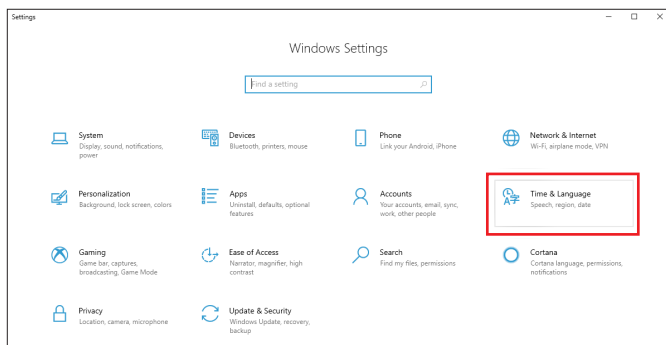 Settings
Windows Settings
Find a setting
System
Display, sound, notifications,
power
Devices
Bluetooth, printers, mouse
Phone
Link your Android, iPhone
Network & Internet
Wi-Fi, airplane mode, VPN
Personalization
Background, lock screen, colors
Apps
Uninstall, defaults, optional
features
Accounts
Your accounts, email, sync,
work, other people
Time & Language
Speech, region, date
Gaming
Game bar, captures,
broadcasting, Game Mode
Ease of Access
Narrator, magnifier, high
contrast
Search
Find my files, permissions
Cortana
Cortana language, permissions,
notifications
Privacy
Location, camera, microphone
Update & Security
Windows Update, recovery,
backup